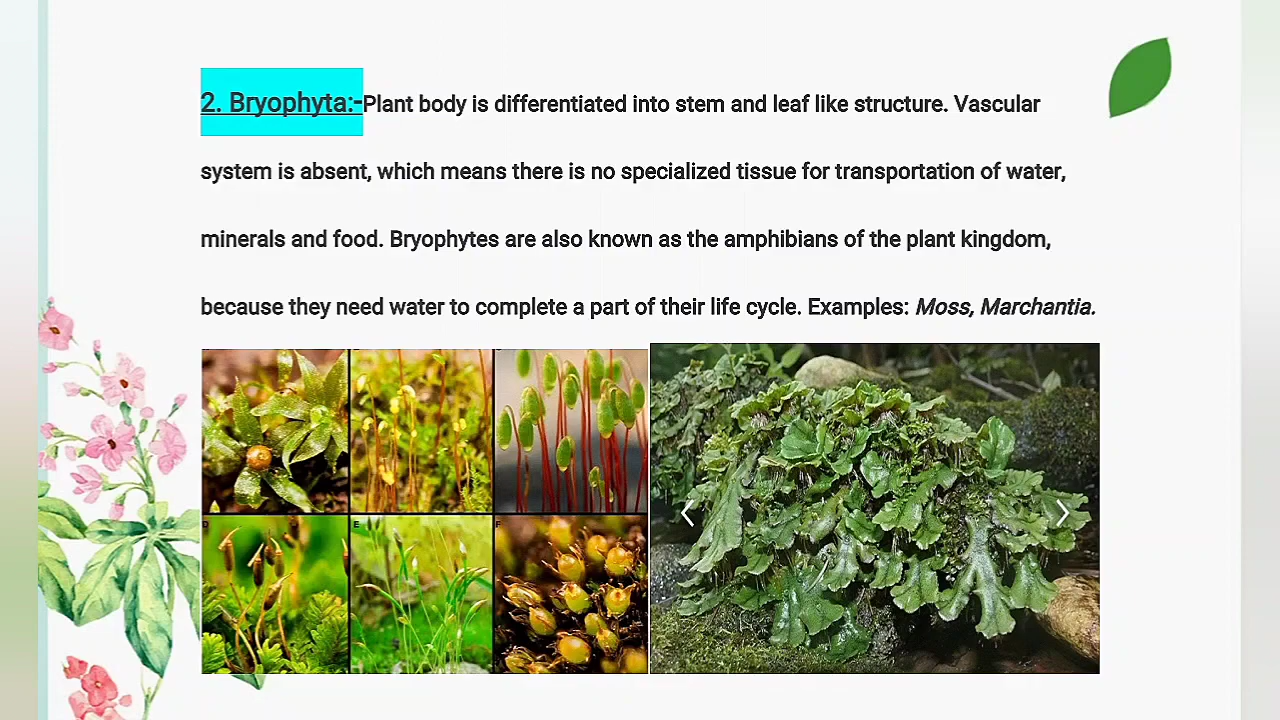 2. Bryophyta:-Plant body is differentiated into stem and leaf like structure. Vascular
system is absent, which means there is no specialized tissue for transportation of water,
minerals and food. Bryophytes are also known as the amphibians of the plant kingdom,
because they need water to complete a part of their life cycle. Examples: Moss, Marchantia.
D
E
F